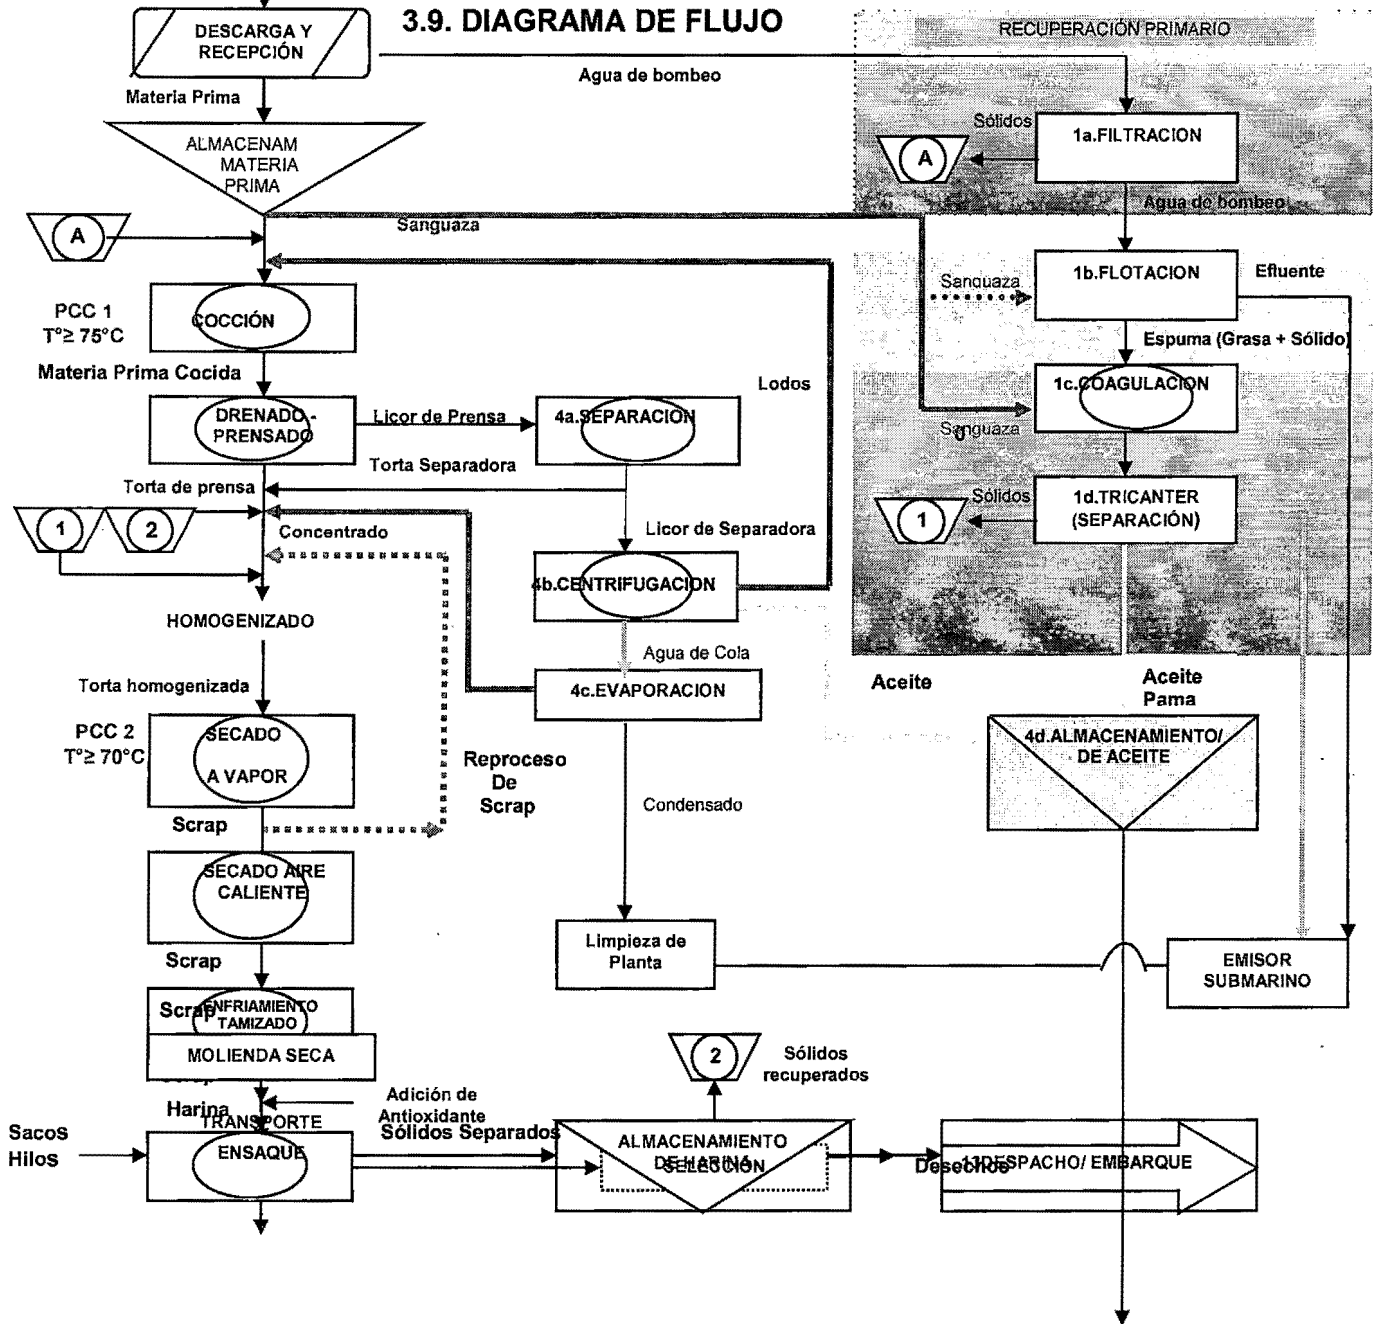 3.9. DIAGRAMA DE FLUJO
DESCARGA Y
RECEPCIÓN
RECUPERACIÓN PRIMARIO
Agua de bombeo
Materia Prima
Sólidos
1a.FILTRACION
A
ALMACENAM
MATERIA
PRIMA
Agua de bombeo
A
Sanguaza
Sanguaza
1b.FLOTACION
Efluente
PCC 1
T°≥ 75°C
COCCIÓN
Espuma (Grasa + Sólido)
Materia Prima Cocida
Lodos
1c.COAGULACION
Sanguaza
DRENADO -
PRENSADO
Licor de Prensa
4a.SEPARACION
Torta Separadora
Torta de prensa
Sólidos
1d.TRICANTER
(SEPARACIÓN)
1
1
2
Concentrado
Licor de Separadora
4b.CENTRIFUGACION
HOMOGENIZADO
Agua de Cola
Torta homogenizada
4c.EVAPORACION
Aceite
Aceite
Pama
PCC 2
T°≥ 70°C
SECADO
A VAPOR
4d.ALMACENAMIENTO/
DE ACEITE
Reproceso
De
Scrap
Condensado
Scrap
SECADO AIRE
CALIENTE
Limpieza de
Planta
EMISOR
SUBMARINO
Scrap
Scrap
ENFRIAMIENTO
TAMIZADO
MOLIENDA SECA
2
Sólidos
recuperados
Harina
Adición de
Antioxidante
TRANSPORTE
Sólidos Separados
Sacos
Hilos
ENSAQUE
ALMACENAMIENTO
DE HARINA
SELECCIÓN
Desechos
13DESPACHO/ EMBARQUE